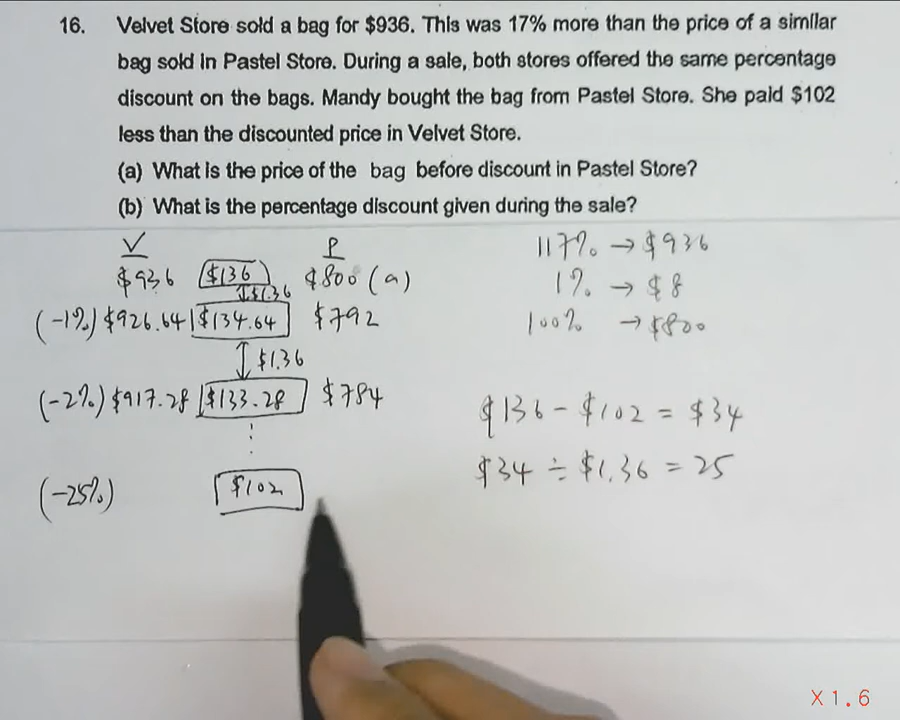 16. Velvet Store sold a bag for $936. This was 17% more than the price of a similar
bag sold in Pastel Store. During a sale, both stores offered the same percentage
discount on the bags. Mandy bought the bag from Pastel Store. She paid $102
less than the discounted price in Velvet Store.
(a) What is the price of the bag before discount in Pastel Store?
(b) What is the percentage discount given during the sale?
V P
$936 $136 $800 (a)
$1.36
(-1%) $926.64 $134.64 $792
$1.36
(-2%) $917.28 $133.28 $784
(-25%) $102
117% → $936
1% → $8
100% → $800
$136 - $102 = $34
$34 ÷ $1.36 = 25
X1.6